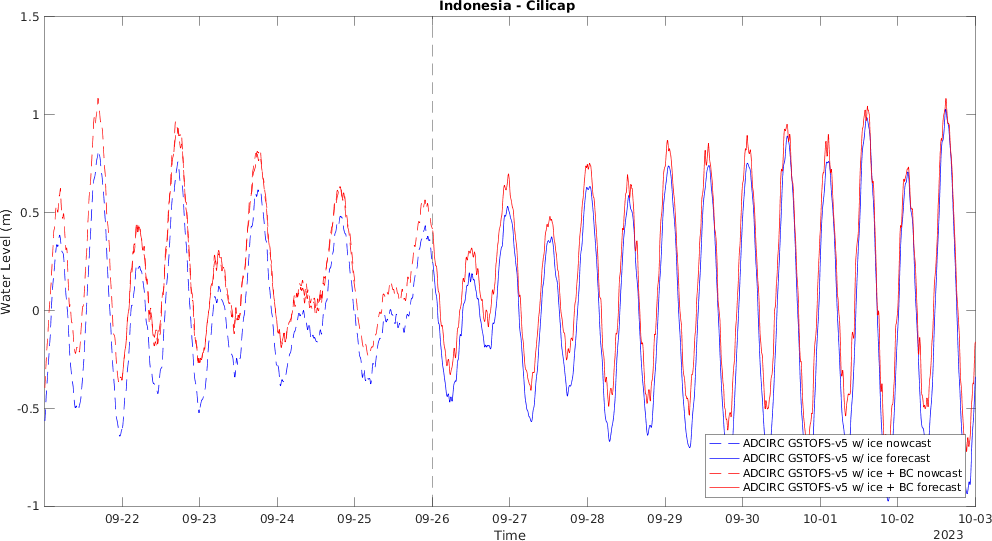 Indonesia - Cilicap
1.5
1
0.5
0
-0.5
-1
Water Level (m)
ADCIRC GSTOFS-v5 w/ ice nowcast
ADCIRC GSTOFS-v5 w/ ice forecast
ADCIRC GSTOFS-v5 w/ ice + BC nowcast
ADCIRC GSTOFS-v5 w/ ice + BC forecast
09-22 09-23 09-24 09-25 09-26 09-27 09-28 09-29 09-30 10-01 10-02 10-03
Time
2023